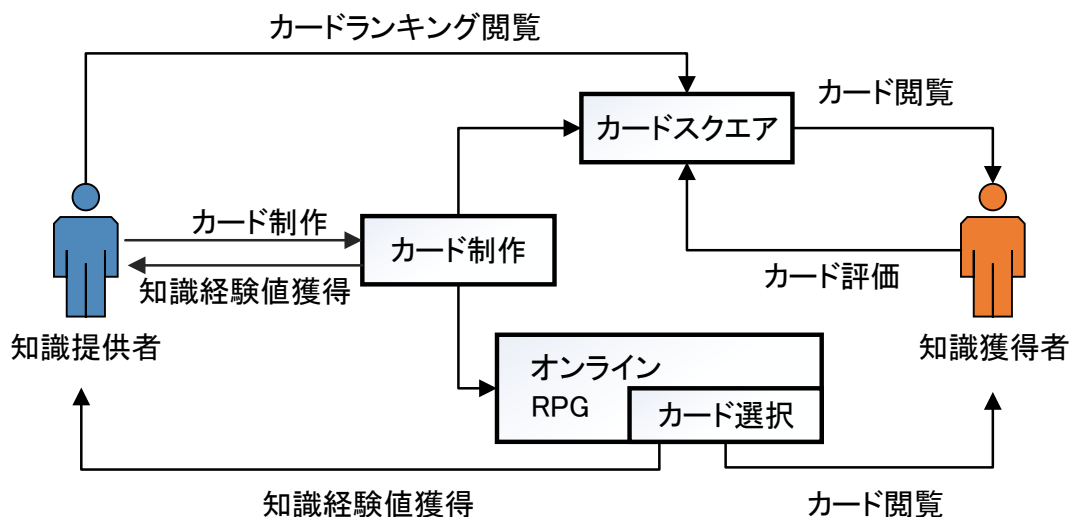 カードランキング閲覧
カード閲覧
カードスクエア
カード制作
カード制作
知識経験値獲得
カード評価
知識提供者
知識獲得者
オンライン
RPG
カード選択
知識経験値獲得
カード閲覧